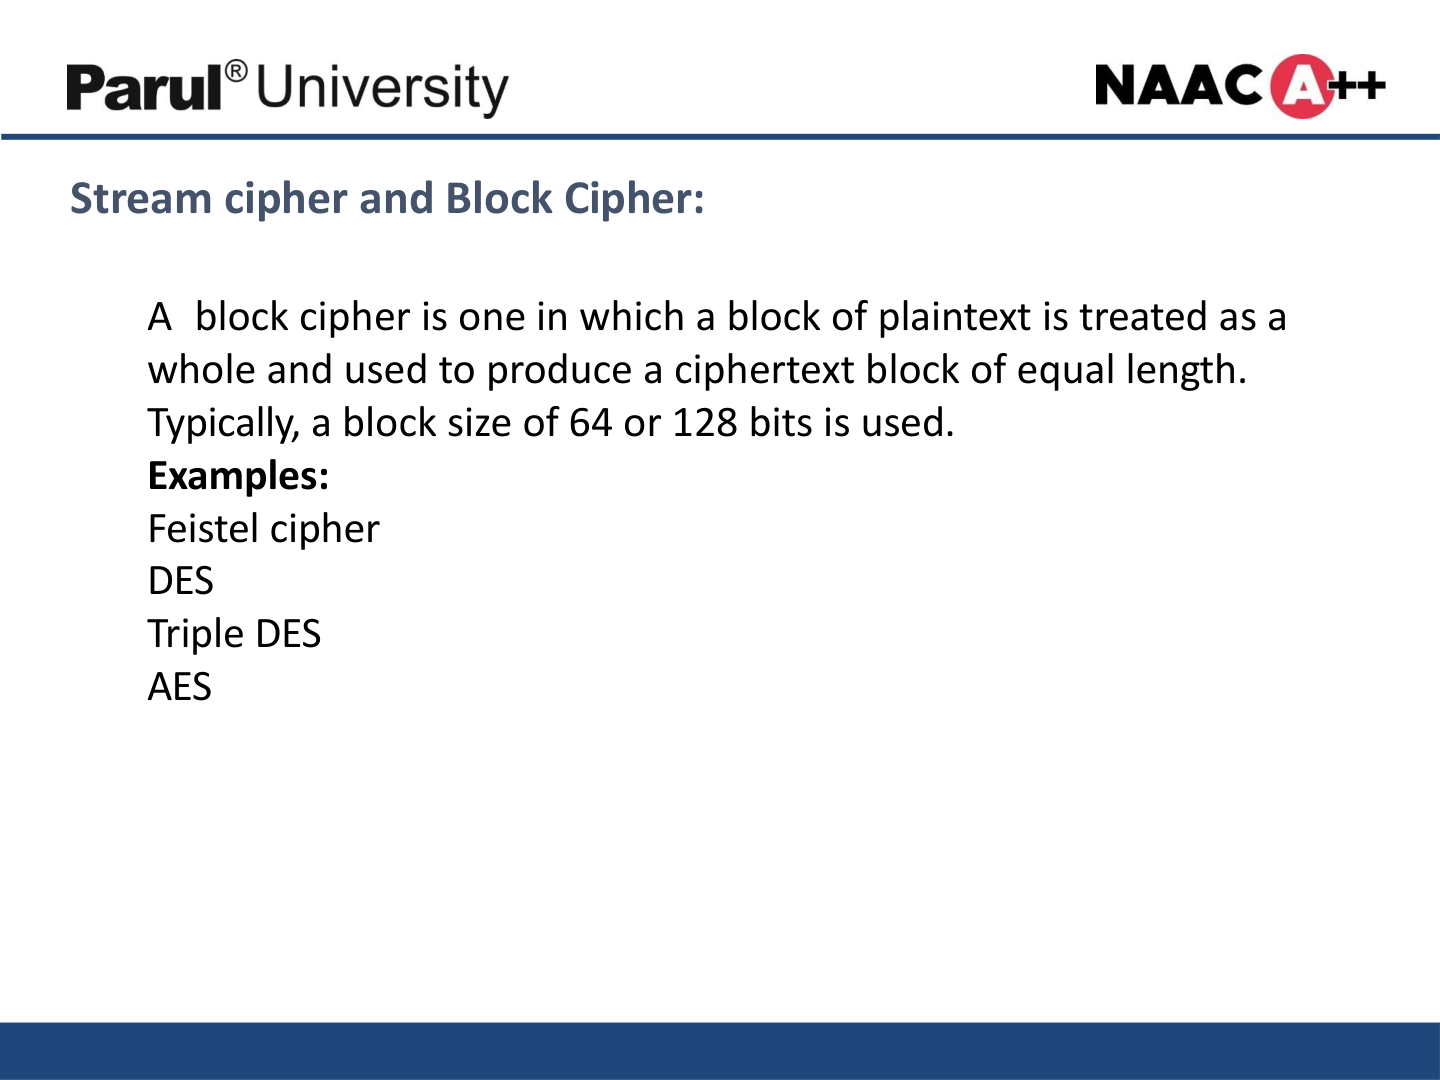 Parul® University
NAAC A++
Stream cipher and Block Cipher:
A block cipher is one in which a block of plaintext is treated as a
whole and used to produce a ciphertext block of equal length.
Typically, a block size of 64 or 128 bits is used.
Examples:
Feistel cipher
DES
Triple DES
AES